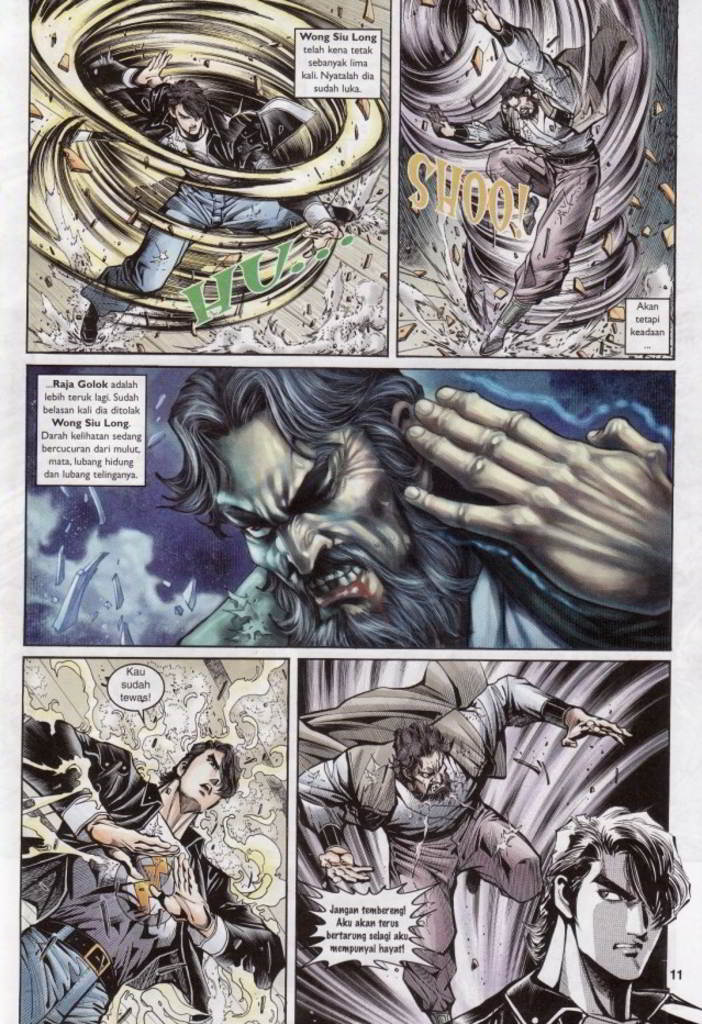 Wong Siu Long
telah kena tetak
sebanyak lima
kali. Nyatalah dia
sudah luka.
HU...
SHOO!
Akan
tetapi
keadaan
...
...Raja Golok adalah
lebih teruk lagi. Sudah
belasan kali dia ditolak
Wong Siu Long.
Darah kelihatan sedang
bercucuran dari mulut,
mata, lubang hidung
dan lubang telinganya.
Kau
sudah
tewas!
Jangan tembereng!
Aku akan terus
bertarung selagi aku
mempunyai hayat!
11